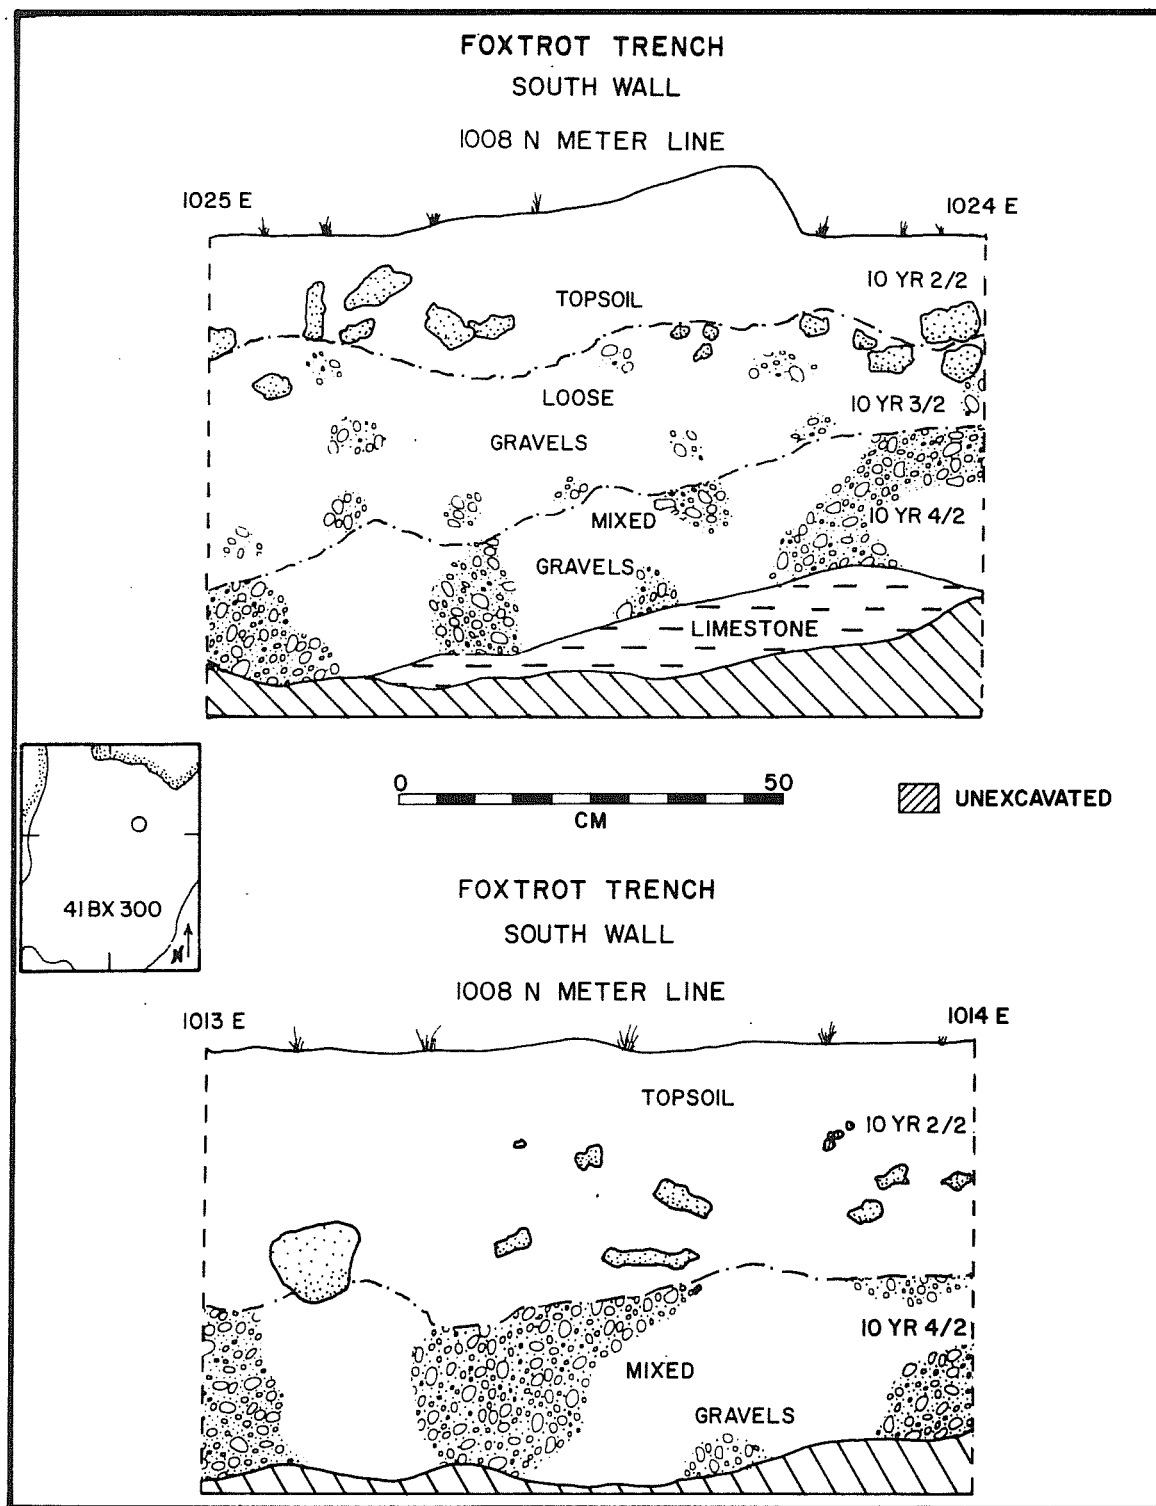 FOXTROT TRENCH
SOUTH WALL
1008 N METER LINE
1025 E
1024 E
10 YR 2/2
TOPSOIL
LOOSE
10 YR 3/2
GRAVELS
MIXED
10 YR 4/2
GRAVELS
LIMESTONE
0 50
CM
UNEXCAVATED
41 BX 300
N
FOXTROT TRENCH
SOUTH WALL
1008 N METER LINE
1013 E
1014 E
TOPSOIL
10 YR 2/2
10 YR 4/2
MIXED
GRAVELS